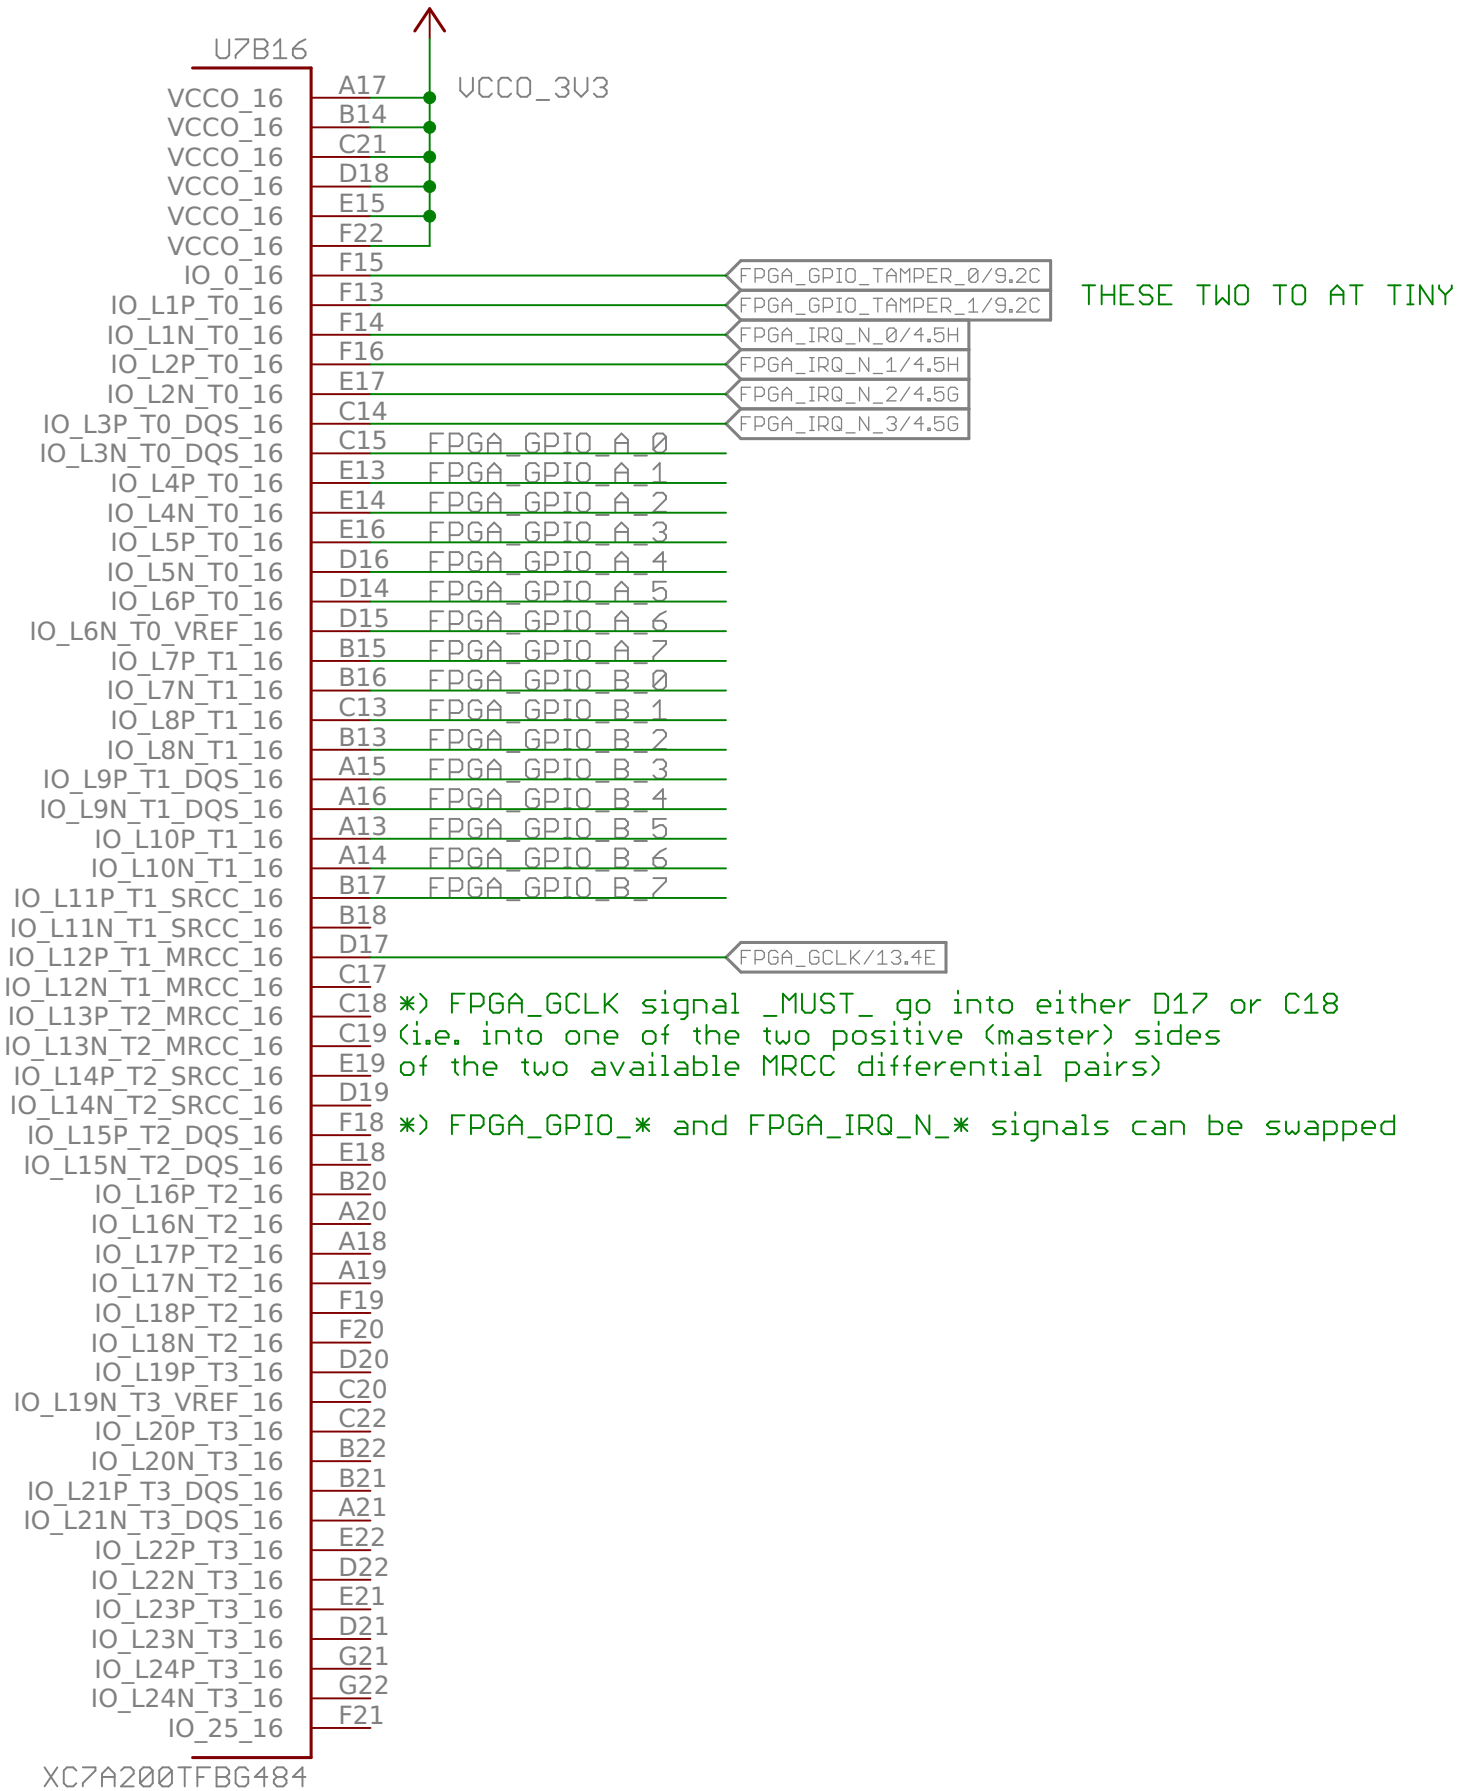 U7B16
VCCO_3V3
VCCO_16 A17
VCCO_16 B14
VCCO_16 C21
VCCO_16 D18
VCCO_16 E15
VCCO_16 F22
IO_0_16 F15 FPGA_GPIO_TAMPER_0/9.2C
IO_L1P_T0_16 F13 FPGA_GPIO_TAMPER_1/9.2C
THESE TWO TO AT TINY
IO_L1N_T0_16 F14 FPGA_IRQ_N_0/4.5H
IO_L2P_T0_16 F16 FPGA_IRQ_N_1/4.5H
IO_L2N_T0_16 E17 FPGA_IRQ_N_2/4.5G
IO_L3P_T0_DQS_16 C14 FPGA_IRQ_N_3/4.5G
IO_L3N_T0_DQS_16 C15 FPGA_GPIO_A_0
IO_L4P_T0_16 E13 FPGA_GPIO_A_1
IO_L4N_T0_16 E14 FPGA_GPIO_A_2
IO_L5P_T0_16 E16 FPGA_GPIO_A_3
IO_L5N_T0_16 D16 FPGA_GPIO_A_4
IO_L6P_T0_16 D14 FPGA_GPIO_A_5
IO_L6N_T0_VREF_16 D15 FPGA_GPIO_A_6
IO_L7P_T1_16 B15 FPGA_GPIO_A_7
IO_L7N_T1_16 B16 FPGA_GPIO_B_0
IO_L8P_T1_16 C13 FPGA_GPIO_B_1
IO_L8N_T1_16 B13 FPGA_GPIO_B_2
IO_L9P_T1_DQS_16 A15 FPGA_GPIO_B_3
IO_L9N_T1_DQS_16 A16 FPGA_GPIO_B_4
IO_L10P_T1_16 A13 FPGA_GPIO_B_5
IO_L10N_T1_16 A14 FPGA_GPIO_B_6
IO_L11P_T1_SRCC_16 B17 FPGA_GPIO_B_7
IO_L11N_T1_SRCC_16 B18
IO_L12P_T1_MRCC_16 D17 FPGA_GCLK/13.4E
IO_L12N_T1_MRCC_16 C17
IO_L13P_T2_MRCC_16 C18
IO_L13N_T2_MRCC_16 C19
IO_L14P_T2_SRCC_16 E19
IO_L14N_T2_SRCC_16 D19
IO_L15P_T2_DQS_16 F18
IO_L15N_T2_DQS_16 E18
IO_L16P_T2_16 B20
IO_L16N_T2_16 A20
IO_L17P_T2_16 A18
IO_L17N_T2_16 A19
IO_L18P_T2_16 F19
IO_L18N_T2_16 F20
IO_L19P_T3_16 D20
IO_L19N_T3_VREF_16 C20
IO_L20P_T3_16 C22
IO_L20N_T3_16 B22
IO_L21P_T3_DQS_16 B21
IO_L21N_T3_DQS_16 A21
IO_L22P_T3_16 E22
IO_L22N_T3_16 D22
IO_L23P_T3_16 E21
IO_L23N_T3_16 D21
IO_L24P_T3_16 G21
IO_L24N_T3_16 G22
IO_25_16 F21
*) FPGA_GCLK signal _MUST_ go into either D17 or C18
(i.e. into one of the two positive (master) sides
of the two available MRCC differential pairs)
*) FPGA_GPIO_* and FPGA_IRQ_N_* signals can be swapped
XC7A200TFBG484